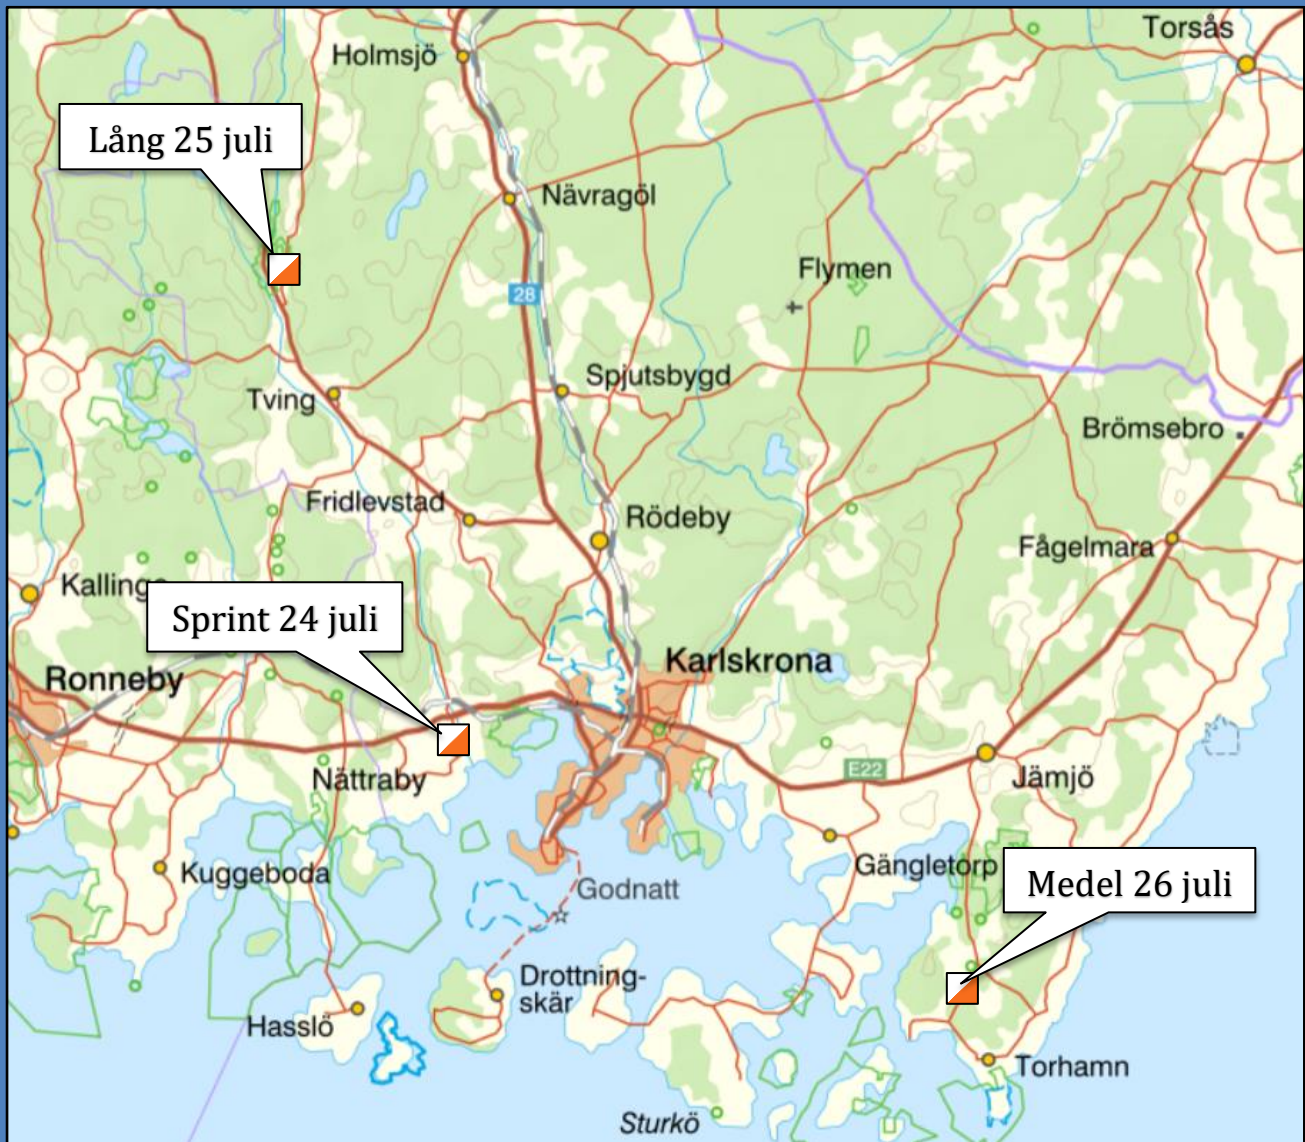 Torsås
Holmsjö
Lång 25 juli
Nävragöl
Flymen
28
Spjutsbygd
Tving
Brömsebro
Fridlevstad
Rödeby
Fågelmara
Kallinge
Sprint 24 juli
Karlskrona
Ronneby
E22
Jämjö
Nättraby
Gängletorp
Kuggeboda
Godnatt
Medel 26 juli
Drottning-
skär
Hasslö
Torhamn
Sturkö